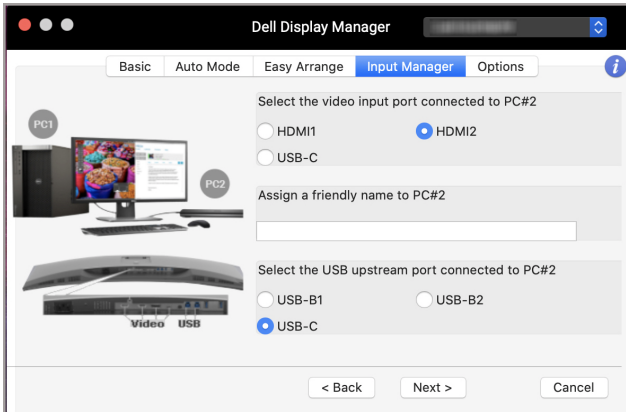 Dell Display Manager
Basic Auto Mode Easy Arrange Input Manager Options i
PC1
PC2
Video USB
Select the video input port connected to PC#2
HDMI1 HDMI2
USB-C
Assign a friendly name to PC#2
Select the USB upstream port connected to PC#2
USB-B1 USB-B2
USB-C
< Back Next > Cancel